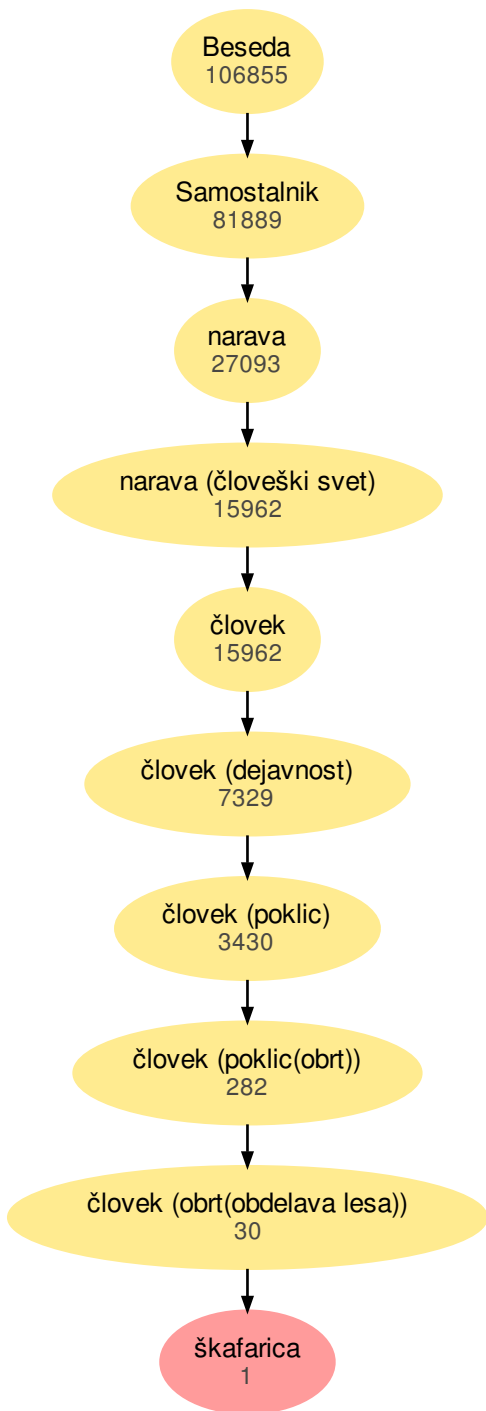 Beseda
106855
Samostalnik
81889
narava
27093
narava (človeški svet)
15962
človek
15962
človek (dejavnost)
7329
človek (poklic)
3430
človek (poklic(obrt))
282
človek (obrt(obdelava lesa))
30
škafarica
1